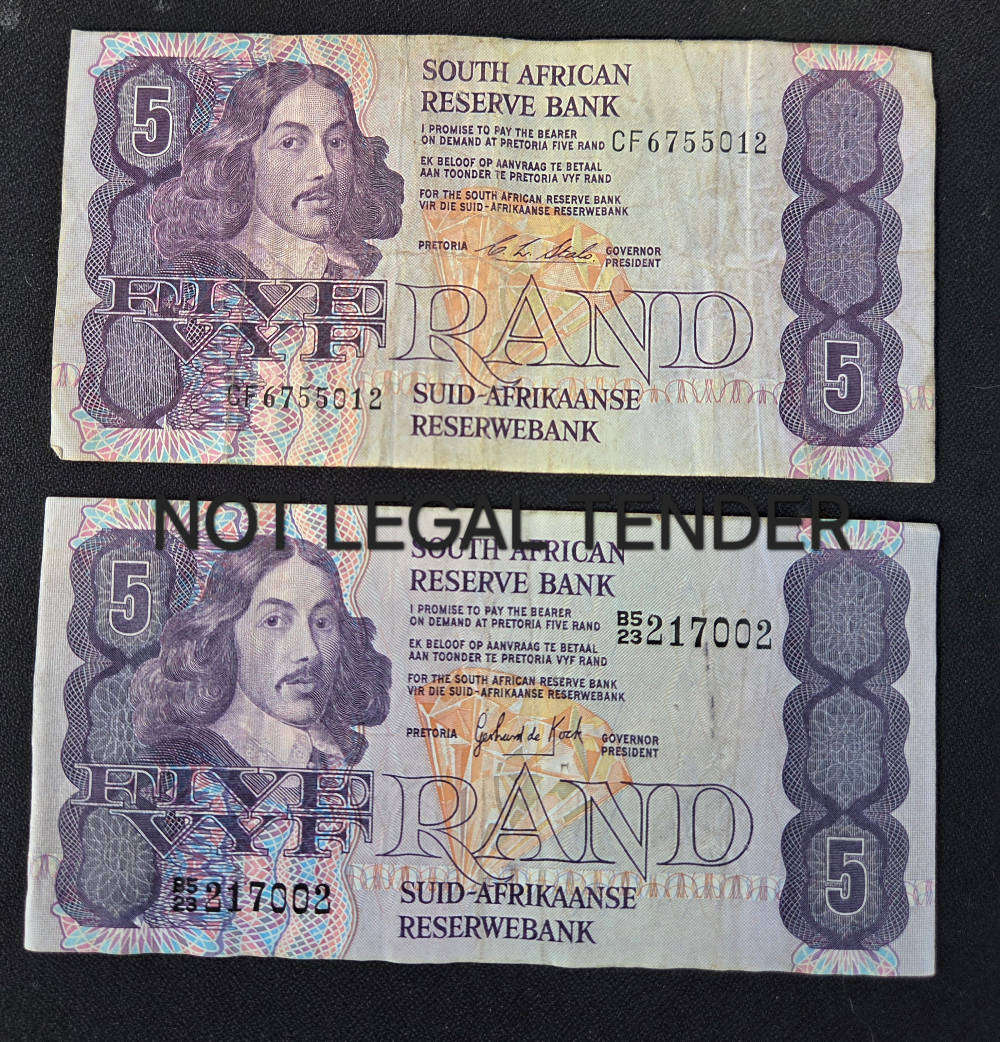 5
SOUTH AFRICAN
RESERVE BANK
I PROMISE TO PAY THE BEARER
ON DEMAND AT PRETORIA FIVE RAND
CF6755012
EK BELOOF OP AANVRAAG TE BETAAL
AAN TOONDER TE PRETORIA VYF RAND
FOR THE SOUTH AFRICAN RESERVE BANK
VIR DIE SUID-AFRIKAANSE RESERWEBANK
PRETORIA
GOVERNOR
PRESIDENT
FIVE
VYF
RAND
5
CF6755012
SUID-AFRIKAANSE
RESERWEBANK
NOT LEGAL TENDER
5
SOUTH AFRICAN
RESERVE BANK
I PROMISE TO PAY THE BEARER
ON DEMAND AT PRETORIA FIVE RAND
B5
23 217002
EK BELOOF OP AANVRAAG TE BETAAL
AAN TOONDER TE PRETORIA VYF RAND
FOR THE SOUTH AFRICAN RESERVE BANK
VIR DIE SUID-AFRIKAANSE RESERWEBANK
PRETORIA Gerhard de Kock GOVERNOR
PRESIDENT
FIVE
VYF
RAND
5
B5
23 217002
SUID-AFRIKAANSE
RESERWEBANK